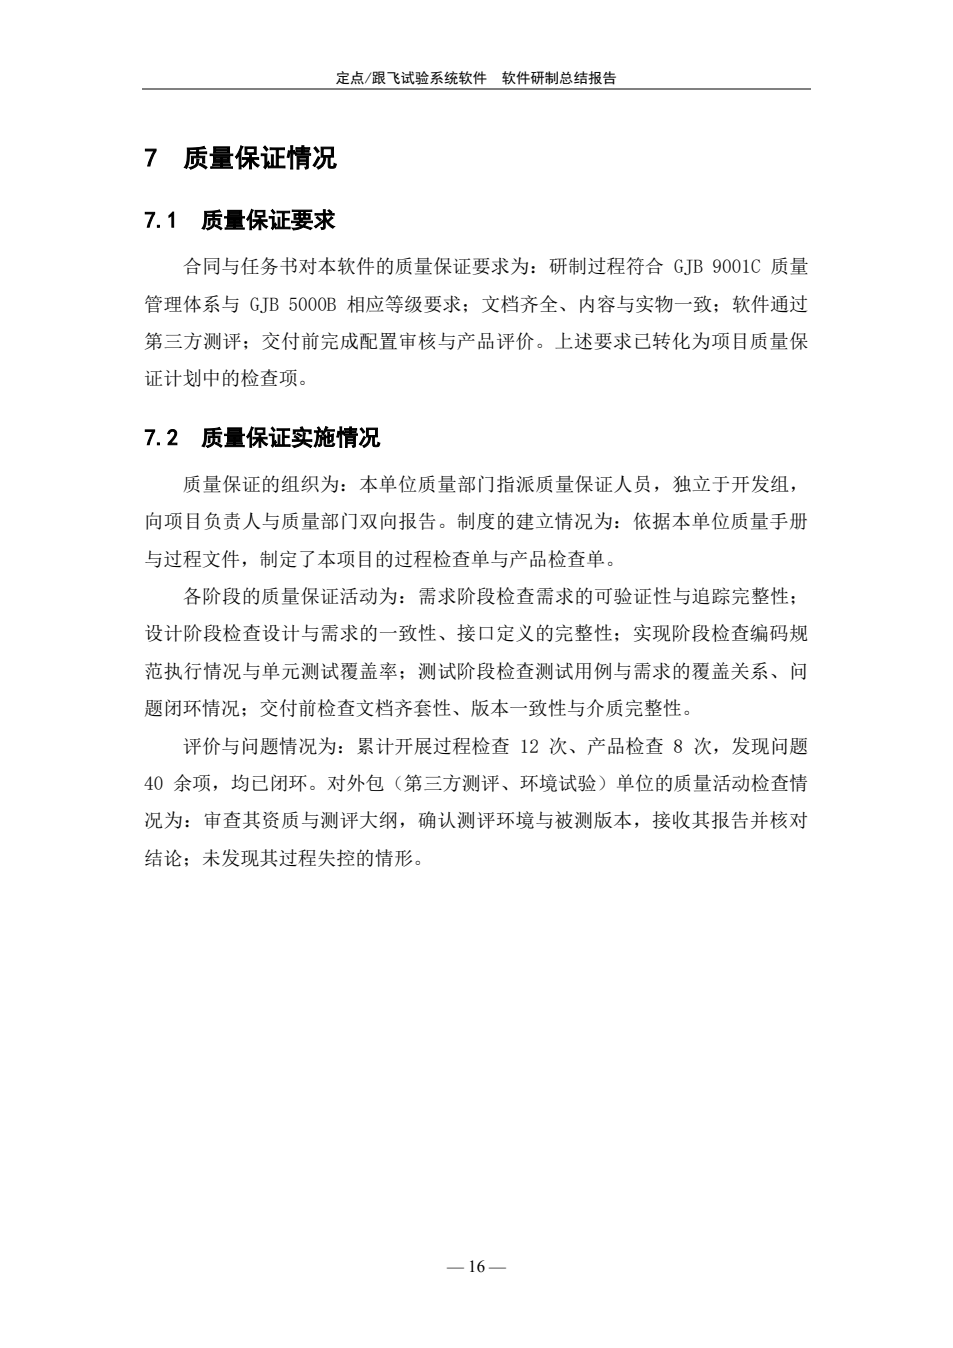 定点/跟飞试验系统软件　软件研制总结报告
7　质量保证情况
7.1　质量保证要求
合同与任务书对本软件的质量保证要求为：研制过程符合 GJB 9001C 质量
管理体系与 GJB 5000B 相应等级要求；文档齐全、内容与实物一致；软件通过
第三方测评；交付前完成配置审核与产品评价。上述要求已转化为项目质量保
证计划中的检查项。
7.2　质量保证实施情况
质量保证的组织为：本单位质量部门指派质量保证人员，独立于开发组，
向项目负责人与质量部门双向报告。制度的建立情况为：依据本单位质量手册
与过程文件，制定了本项目的过程检查单与产品检查单。
各阶段的质量保证活动为：需求阶段检查需求的可验证性与追踪完整性；
设计阶段检查设计与需求的一致性、接口定义的完整性；实现阶段检查编码规
范执行情况与单元测试覆盖率；测试阶段检查测试用例与需求的覆盖关系、问
题闭环情况；交付前检查文档齐套性、版本一致性与介质完整性。
评价与问题情况为：累计开展过程检查 12 次、产品检查 8 次，发现问题
40 余项，均已闭环。对外包（第三方测评、环境试验）单位的质量活动检查情
况为：审查其资质与测评大纲，确认测评环境与被测版本，接收其报告并核对
结论；未发现其过程失控的情形。
— 16 —